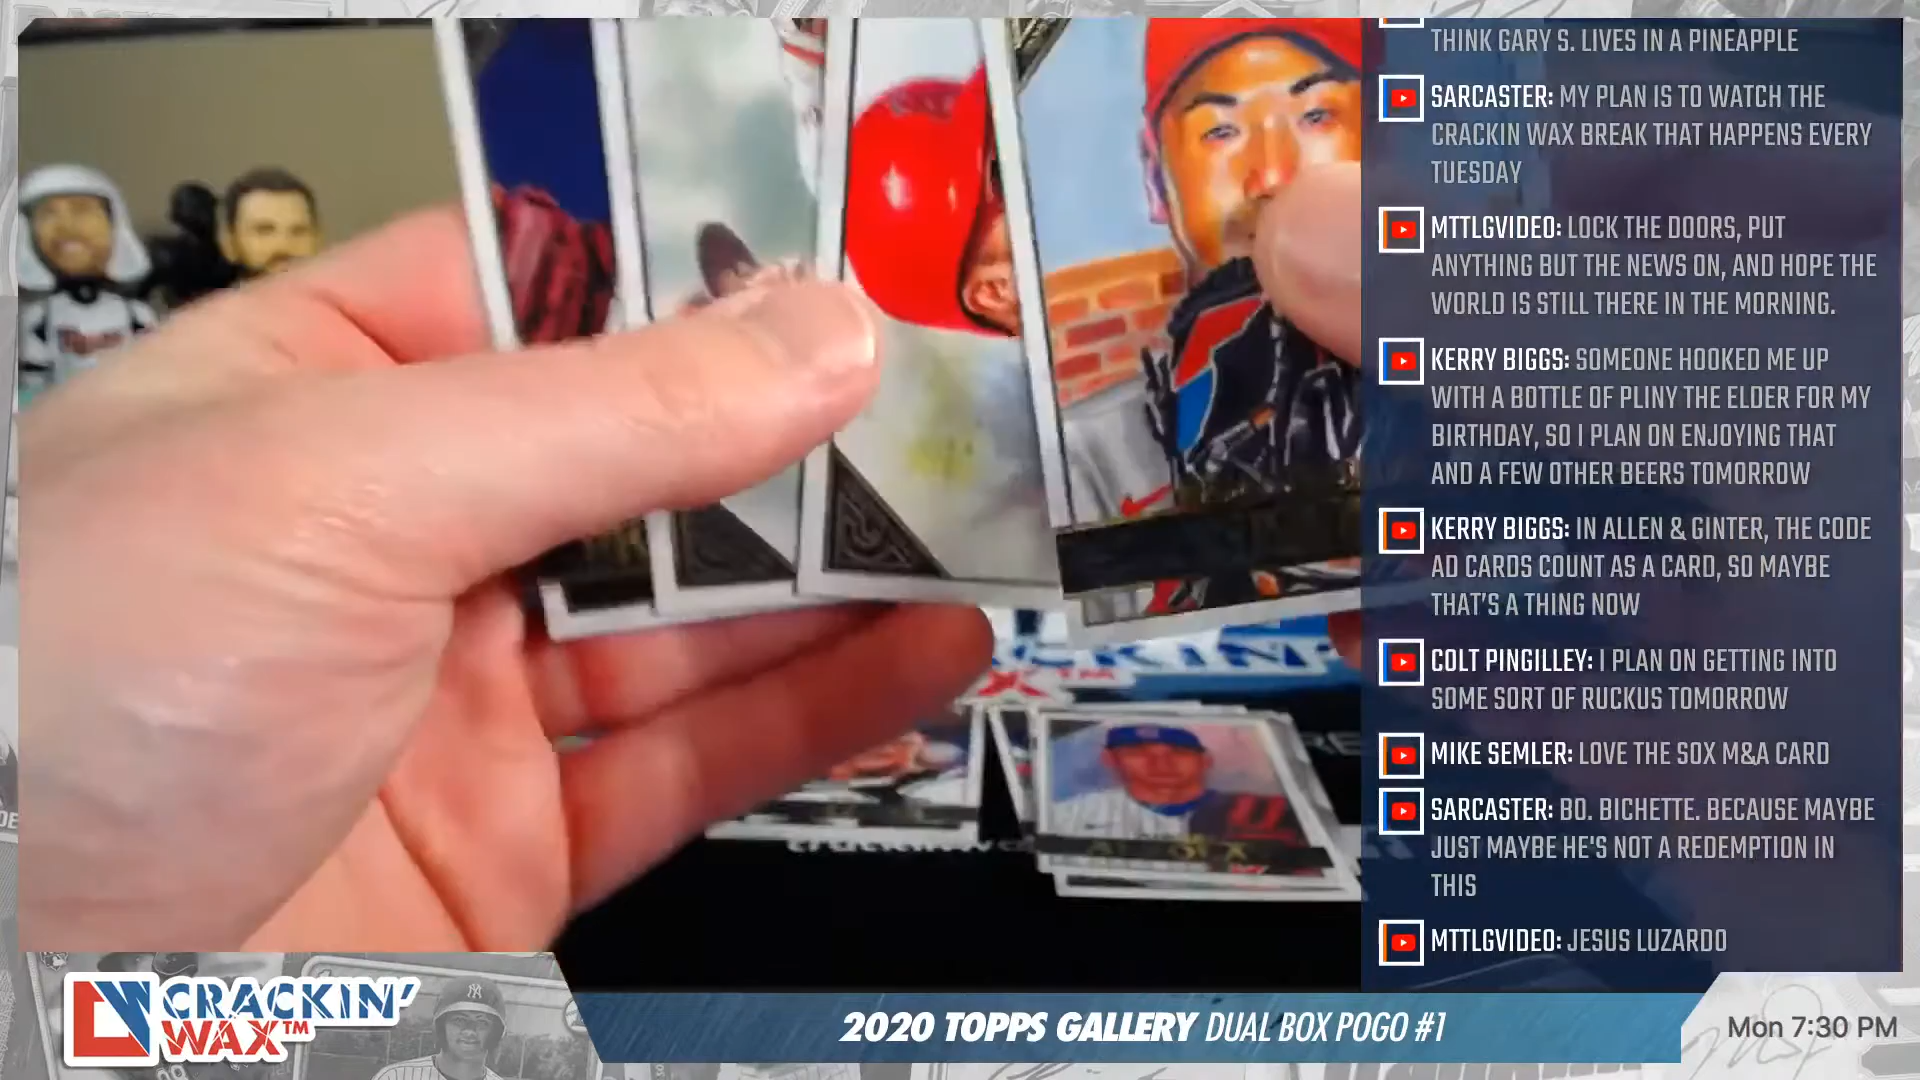 THINK GARY S. LIVES IN A PINEAPPLE
SARCASTER: MY PLAN IS TO WATCH THE
CRACKIN WAX BREAK THAT HAPPENS EVERY
TUESDAY
MTTLGVIDEO: LOCK THE DOORS, PUT
ANYTHING BUT THE NEWS ON, AND HOPE THE
WORLD IS STILL THERE IN THE MORNING.
KERRY BIGGS: SOMEONE HOOKED ME UP
WITH A BOTTLE OF PLINY THE ELDER FOR MY
BIRTHDAY, SO I PLAN ON ENJOYING THAT
AND A FEW OTHER BEERS TOMORROW
KERRY BIGGS: IN ALLEN & GINTER, THE CODE
AD CARDS COUNT AS A CARD, SO MAYBE
THAT'S A THING NOW
COLT PINGILLEY: I PLAN ON GETTING INTO
SOME SORT OF RUCKUS TOMORROW
MIKE SEMLER: LOVE THE SOX M&A CARD
SARCASTER: BO. BICHETTE. BECAUSE MAYBE
JUST MAYBE HE'S NOT A REDEMPTION IN
THIS
MTTLGVIDEO: JESUS LUZARDO
CRACKIN'
WAX™
2020 TOPPS GALLERY DUAL BOX POGO #1
Mon 7:30 PM